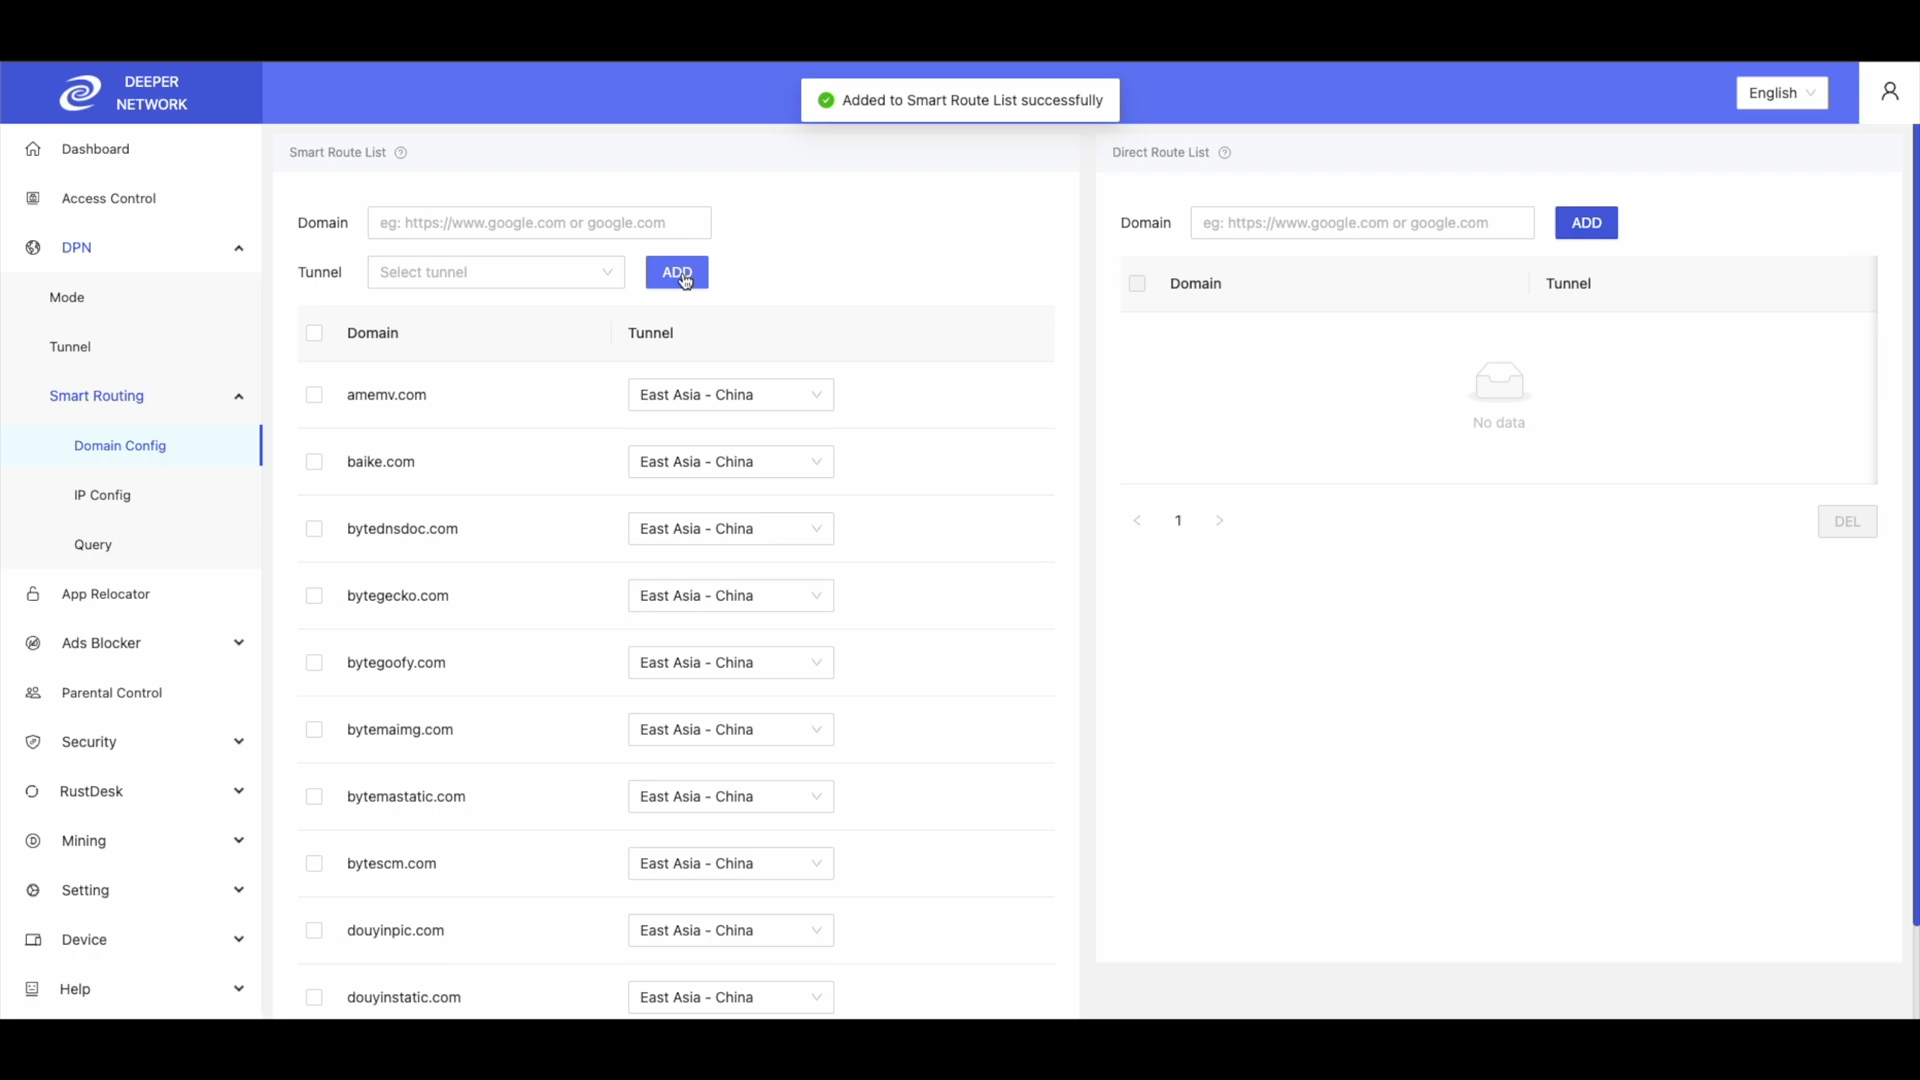 DEEPER
NETWORK
Added to Smart Route List successfully
English
Dashboard
Access Control
DPN
Mode
Tunnel
Smart Routing
Domain Config
IP Config
Query
App Relocator
Ads Blocker
Parental Control
Security
RustDesk
Mining
Setting
Device
Help
Smart Route List
Domain eg: https://www.google.com or google.com
Tunnel Select tunnel ADD
Domain Tunnel
amemv.com East Asia - China
baike.com East Asia - China
bytednsdoc.com East Asia - China
bytegecko.com East Asia - China
bytegoofy.com East Asia - China
bytemaimg.com East Asia - China
bytemastatic.com East Asia - China
bytescm.com East Asia - China
douyinpic.com East Asia - China
douyinstatic.com East Asia - China
Direct Route List
Domain eg: https://www.google.com or google.com ADD
Domain Tunnel
No data
1 DEL